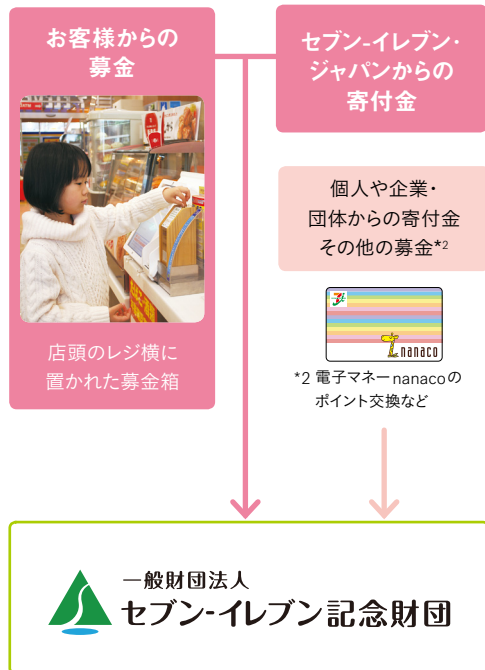 お客様からの
募金
セブン-イレブン・
ジャパンからの
寄付金
店頭のレジ横に
置かれた募金箱
個人や企業・
団体からの寄付金
その他の募金*2
nanaco
*2 電子マネーnanacoの
ポイント交換など
一般財団法人
セブン-イレブン記念財団